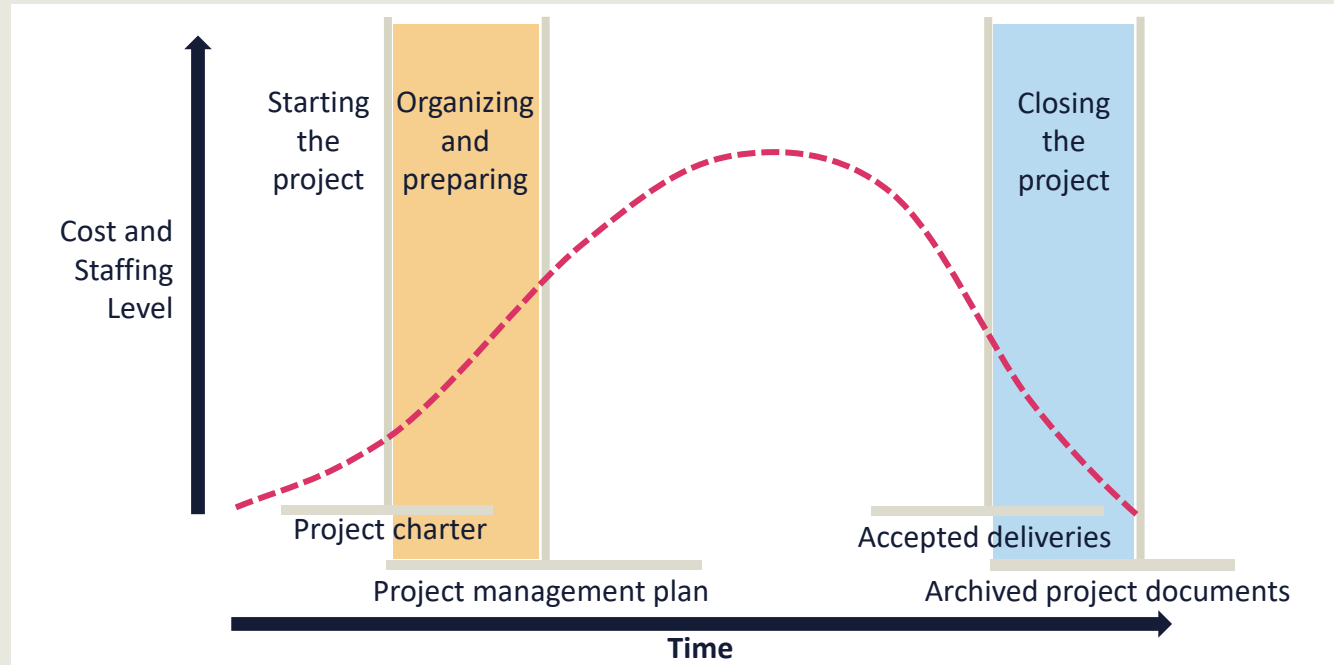 Starting
the
project
Organizing
and
preparing
Closing
the
project
Cost and
Staffing
Level
Project charter
Accepted deliveries
Project management plan
Archived project documents
Time